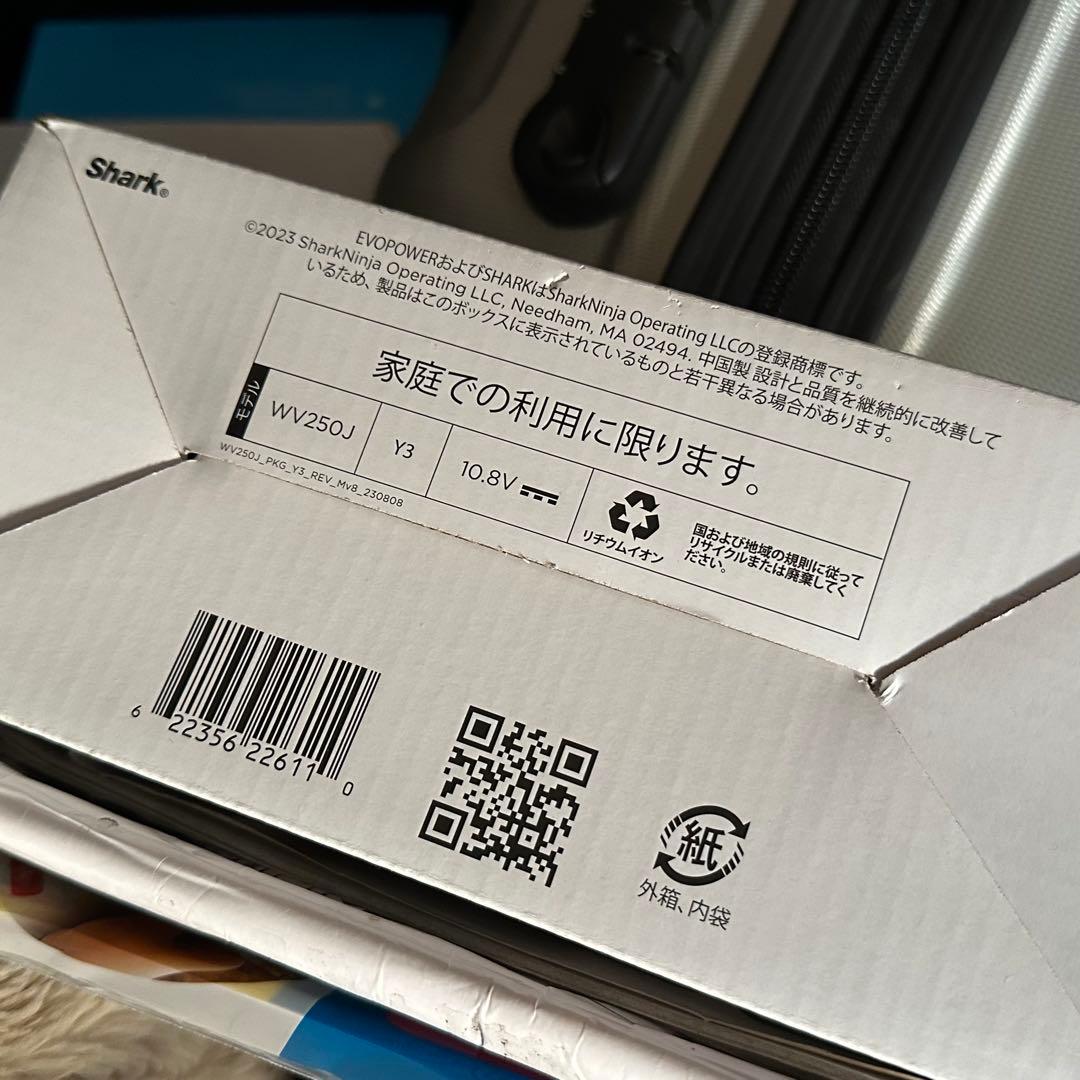 Shark®
EVOPOWERおよびSHARKはSharkNinja Operating LLCの登録商標です。
©2023 SharkNinja Operating LLC, Needham, MA 02494. 中国製 設計と品質を継続的に改善して
いるため、製品はこのボックスに表示されているものと若干異なる場合があります。
家庭での利用に限ります。
モデル
WV250J
Y3
10.8V
リチウムイオン
国および地域の規則に従って
リサイクルまたは廃棄してく
ださい。
WV250J_PKG_Y3_REV_Mv8_230808
6 22356 22611 0
紙
外箱、内袋